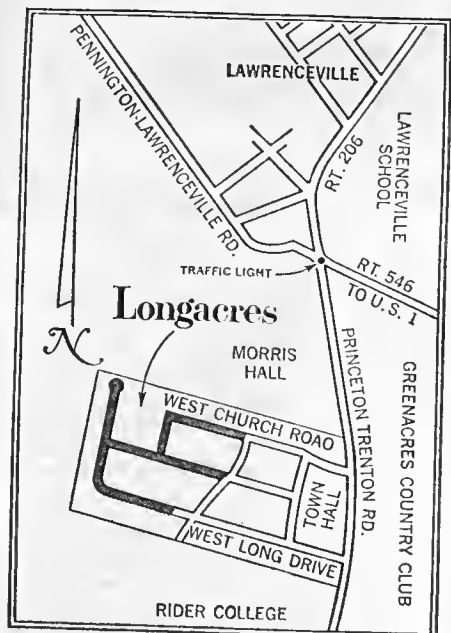 LAWRENCEVILLE
PENNINGTON-LAWRENCEVILLE RD.
RT. 206
LAWRENCEVILLE
SCHOOL
TRAFFIC LIGHT
RT. 546
TO U.S. 1
Longacres
N
MORRIS
HALL
WEST CHURCH ROAD
PRINCETON TRENTON RD.
GREENACRES COUNTRY CLUB
TOWN
HALL
WEST LONG DRIVE
RIDER COLLEGE